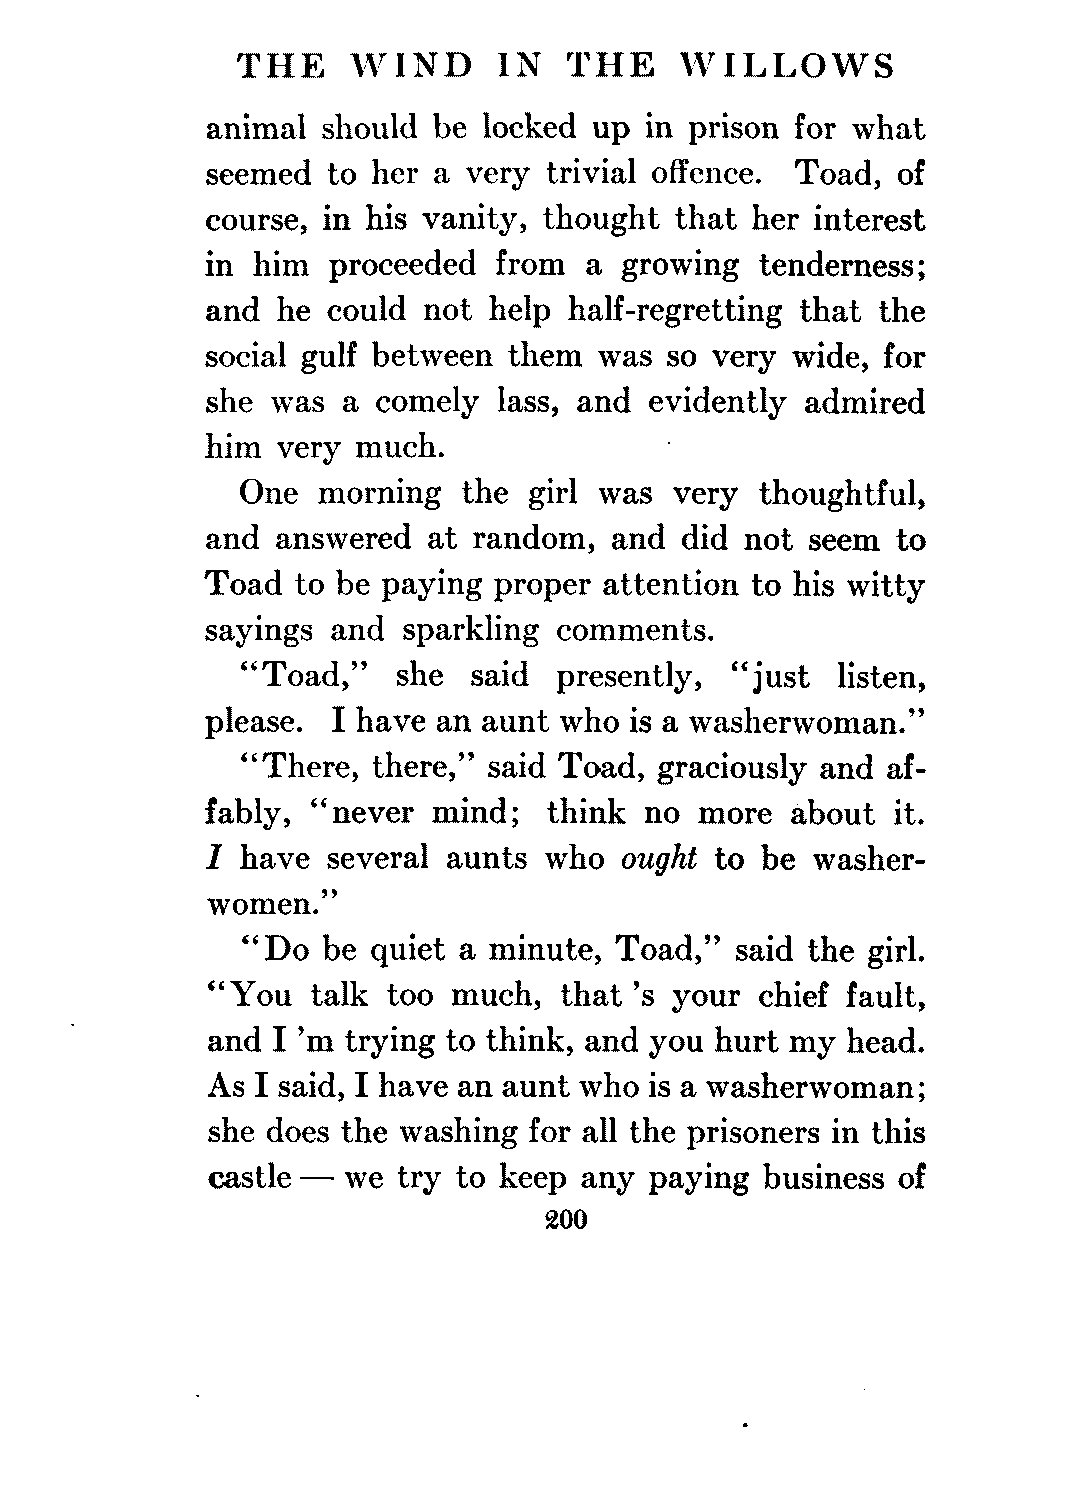 THE WIND IN THE WILLOWS
animal should be locked up in prison for what
seemed to her a very trivial offence. Toad, of
course, in his vanity, thought that her interest
in him proceeded from a growing tenderness;
and he could not help half-regretting that the
social gulf between them was so very wide, for
she was a comely lass, and evidently admired
him very much.
One morning the girl was very thoughtful,
and answered at random, and did not seem to
Toad to be paying proper attention to his witty
sayings and sparkling comments.
“Toad,” she said presently, “just listen,
please. I have an aunt who is a washerwoman.”
“There, there,” said Toad, graciously and af-
fably, “never mind; think no more about it.
I have several aunts who ought to be washer-
women.”
“Do be quiet a minute, Toad,” said the girl.
“You talk too much, that ’s your chief fault,
and I ’m trying to think, and you hurt my head.
As I said, I have an aunt who is a washerwoman;
she does the washing for all the prisoners in this
castle — we try to keep any paying business of
200